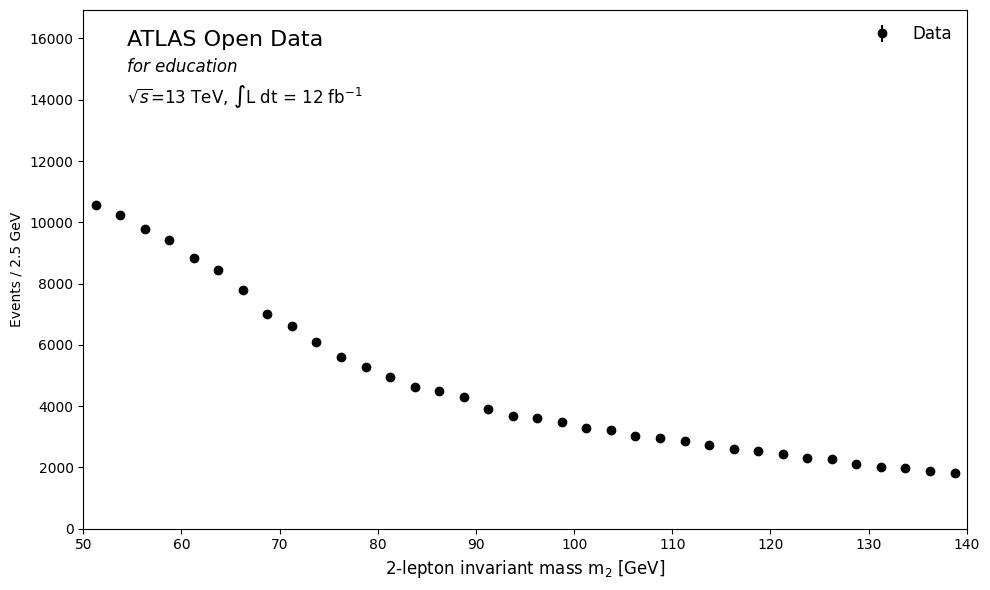 ATLAS Open Data
for education
√s=13 TeV, ∫L dt = 12 fb⁻¹
Data
Events / 2.5 GeV
16000
14000
12000
10000
8000
6000
4000
2000
0
50 60 70 80 90 100 110 120 130 140
2-lepton invariant mass m₂ [GeV]